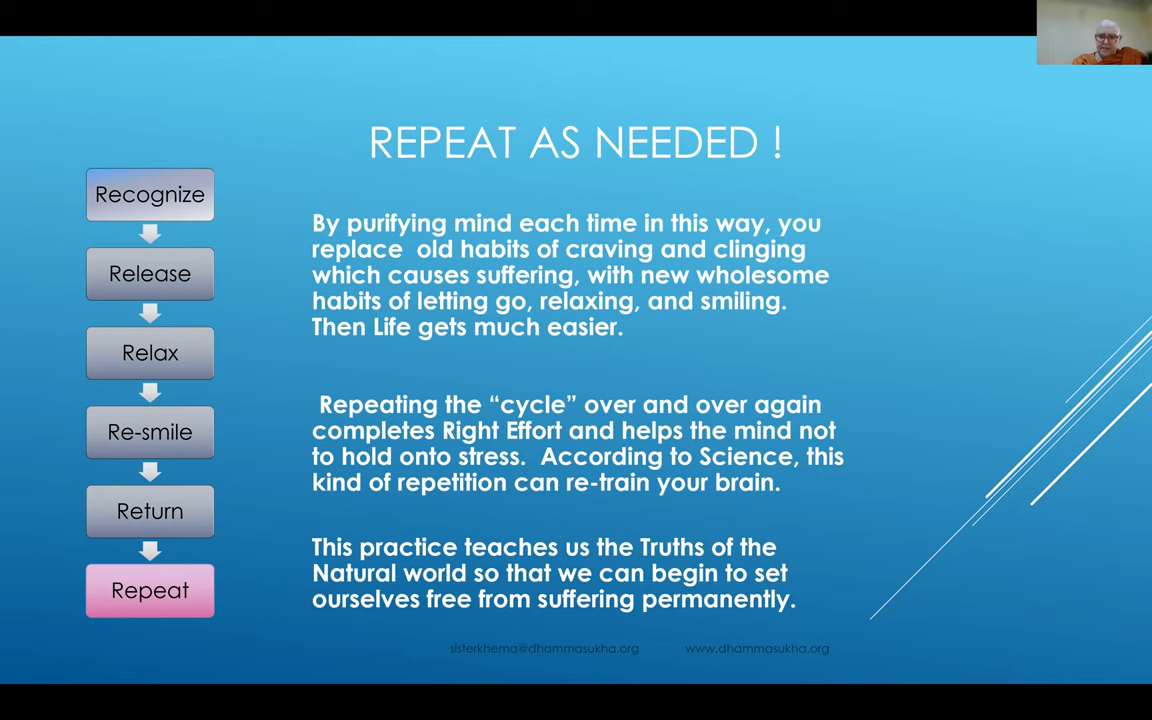 REPEAT AS NEEDED !
Recognize
Release
Relax
Re-smile
Return
Repeat
By purifying mind each time in this way, you
replace old habits of craving and clinging
which causes suffering, with new wholesome
habits of letting go, relaxing, and smiling.
Then Life gets much easier.
Repeating the “cycle” over and over again
completes Right Effort and helps the mind not
to hold onto stress. According to Science, this
kind of repetition can re-train your brain.
This practice teaches us the Truths of the
Natural world so that we can begin to set
ourselves free from suffering permanently.
sisterkhema@dhammasukha.org www.dhammasukha.org